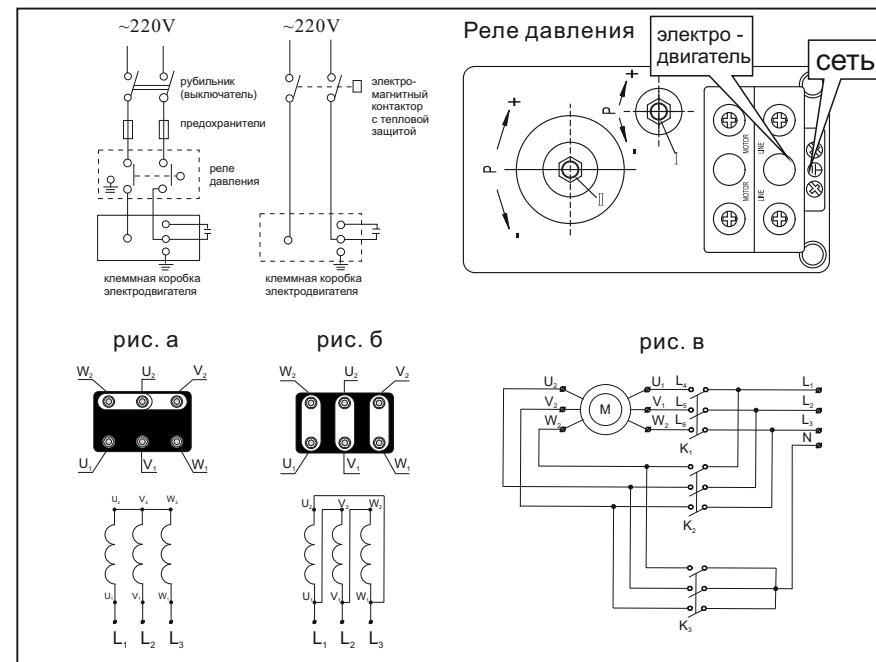 ~220V
рубильник
(выключатель)
предохранители
реле
давления
клеммная коробка
электродвигателя
~220V
электро-
магнитный
контактор
с тепловой
защитой
клеммная коробка
электродвигателя
Реле давления
электро -
двигатель
сеть
+
P
-
+
P
-
I
II
MOTOR
LINE
MOTOR
LINE
рис. а
W₂ U₂ V₂
U₁ V₁ W₁
U₂ V₂ W₂
U₁ V₁ W₁
L₁ L₂ L₃
рис. б
W₂ U₂ V₂
U₁ V₁ W₁
U₂ V₂ W₂
U₁ V₁ W₁
L₁ L₂ L₃
рис. в
U₂ U₁ L₄ L₁
V₂ M V₁ L₅ L₂
W₂ W₂ L₆ L₃
K₁ N
K₂
K₃